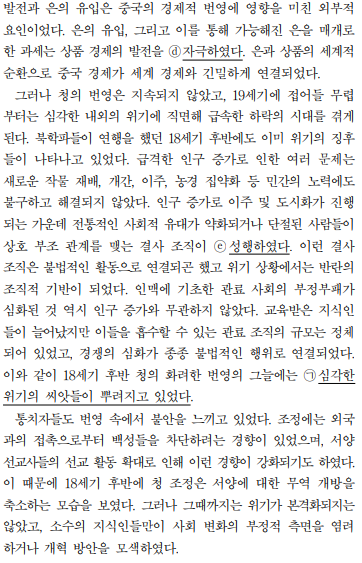 발전과 은의 유입은 중국의 경제적 번영에 영향을 미친 외부적
요인이었다. 은의 유입, 그리고 이를 통해 가능해진 은을 매개로
한 과세는 상품 경제의 발전을 ⓓ자극하였다. 은과 상품의 세계적
순환으로 중국 경제가 세계 경제와 긴밀하게 연결되었다.
그러나 청의 번영은 지속되지 않았고, 19세기에 접어들 무렵
부터는 심각한 내외의 위기에 직면해 급속한 하락의 시대를 겪게
된다. 북학파들이 연행을 했던 18세기 후반에도 이미 위기의 징후
들이 나타나고 있었다. 급격한 인구 증가로 인한 여러 문제는
새로운 작물 재배, 개간, 이주, 농경 집약화 등 민간의 노력에도
불구하고 해결되지 않았다. 인구 증가로 이주 및 도시화가 진행
되는 가운데 전통적인 사회적 유대가 약화되거나 단절된 사람들이
상호 부조 관계를 맺는 결사 조직이 ⓔ성행하였다. 이런 결사
조직은 불법적인 활동으로 연결되곤 했고 위기 상황에서는 반란의
조직적 기반이 되었다. 인맥에 기초한 관료 사회의 부정부패가
심화된 것 역시 인구 증가와 무관하지 않았다. 교육받은 지식인
들이 늘어났지만 이들을 흡수할 수 있는 관료 조직의 규모는 정체
되어 있었고, 경쟁의 심화가 종종 불법적인 행위로 연결되었다.
이와 같이 18세기 후반 청의 화려한 번영의 그늘에는 ㉠심각한
위기의 씨앗들이 뿌려지고 있었다.
통치자들도 번영 속에서 불안을 느끼고 있었다. 조정에는 외국
과의 접촉으로부터 백성들을 차단하려는 경향이 있었으며, 서양
선교사들의 선교 활동 확대로 인해 이런 경향이 강화되기도 하였다.
이 때문에 18세기 후반에 청 조정은 서양에 대한 무역 개방을
축소하는 모습을 보였다. 그러나 그때까지는 위기가 본격화되지는
않았고, 소수의 지식인들만이 사회 변화의 부정적 측면을 염려
하거나 개혁 방안을 모색하였다.